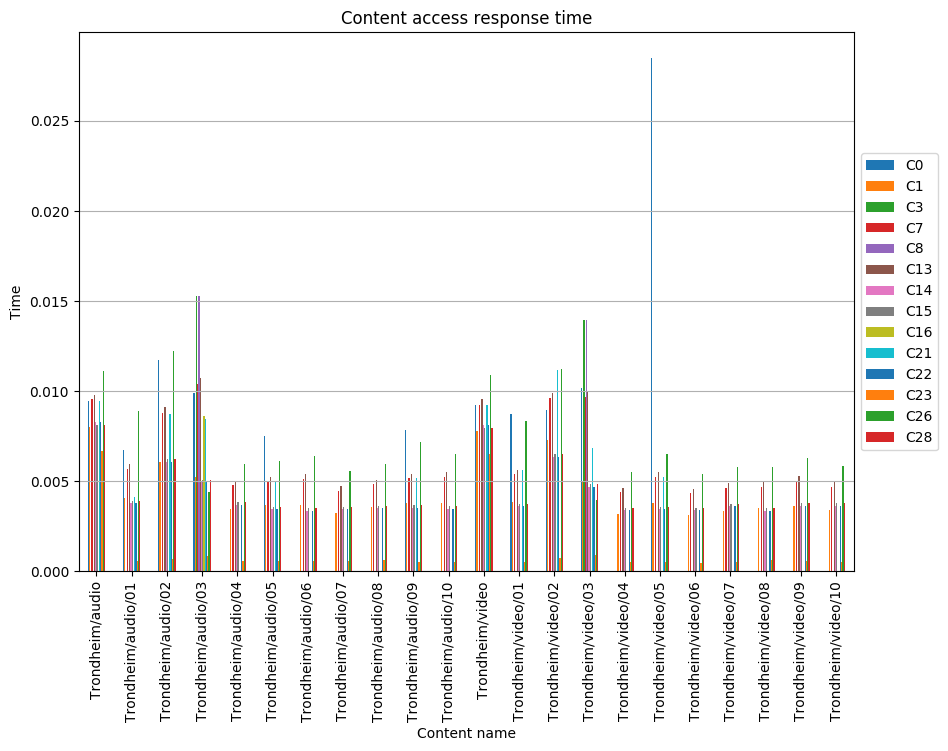 Content access response time
Time
0.025
0.020
0.015
0.010
0.005
0.000
C0
C1
C3
C7
C8
C13
C14
C15
C16
C21
C22
C23
C26
C28
Trondheim/audio
Trondheim/audio/01
Trondheim/audio/02
Trondheim/audio/03
Trondheim/audio/04
Trondheim/audio/05
Trondheim/audio/06
Trondheim/audio/07
Trondheim/audio/08
Trondheim/audio/09
Trondheim/audio/10
Trondheim/video
Trondheim/video/01
Trondheim/video/02
Trondheim/video/03
Trondheim/video/04
Trondheim/video/05
Trondheim/video/06
Trondheim/video/07
Trondheim/video/08
Trondheim/video/09
Trondheim/video/10
Content name